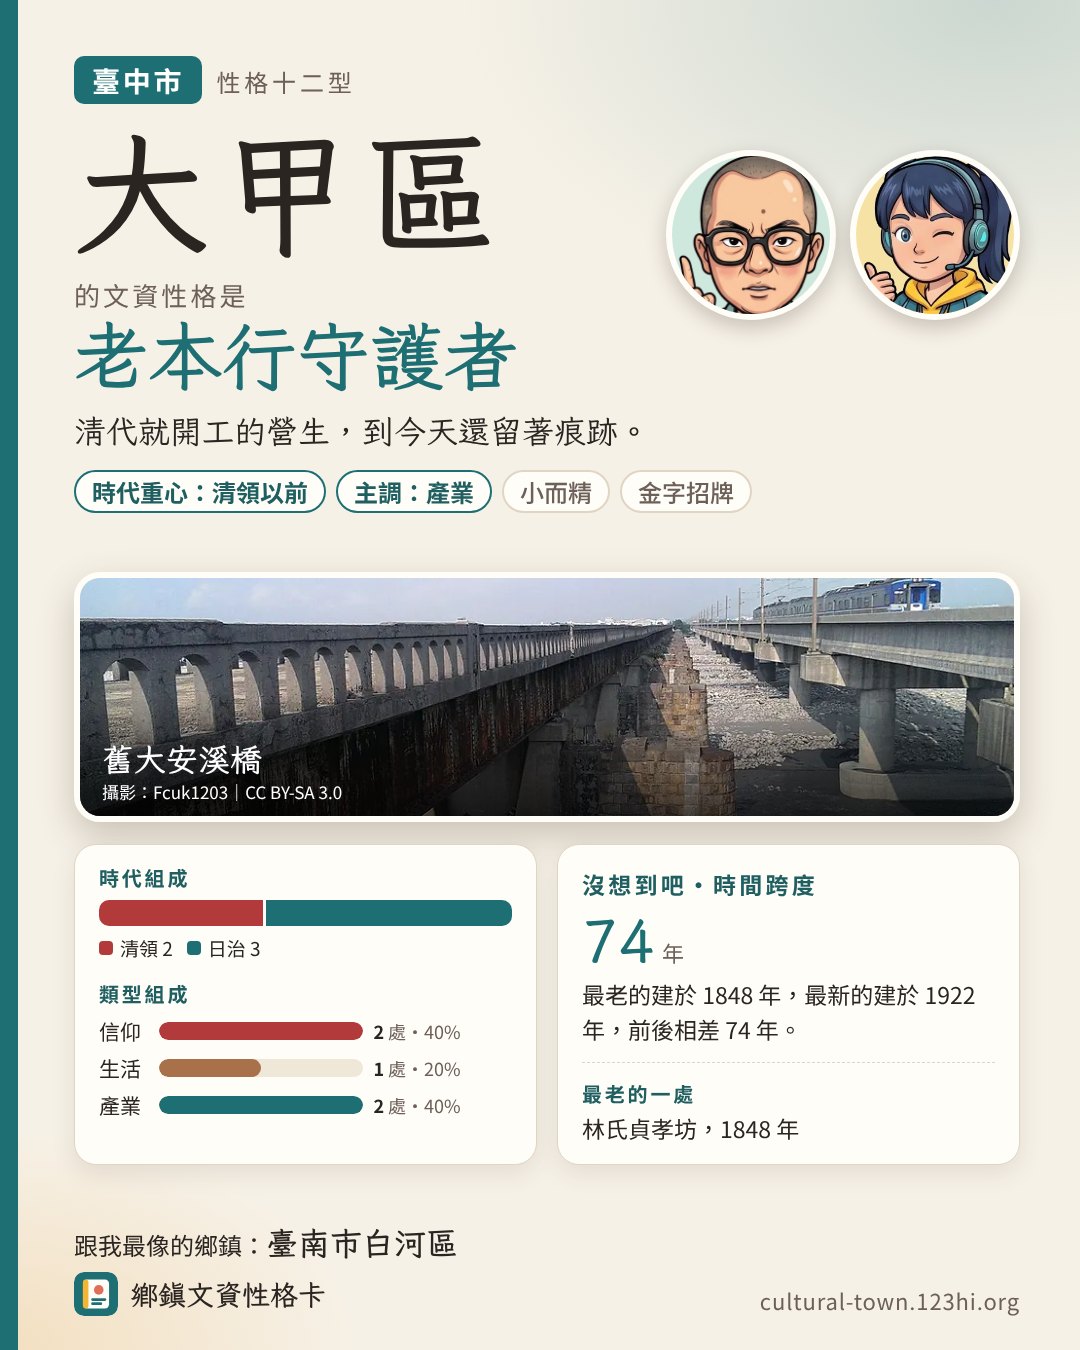 臺中市 性格十二型
大甲區
的文資性格是
老本行守護者
清代就開工的營生，到今天還留著痕跡。
時代重心：清領以前 主調：產業 小而精 金字招牌
舊大安溪橋
攝影：Fcuk1203｜CC BY-SA 3.0
時代組成
清領 2 日治 3
類型組成
信仰 2 處・40%
生活 1 處・20%
產業 2 處・40%
沒想到吧・時間跨度
74 年
最老的建於 1848 年，最新的建於 1922
年，前後相差 74 年。
最老的一處
林氏貞孝坊，1848 年
跟我最像的鄉鎮：臺南市白河區
鄉鎮文資性格卡
cultural-town.123hi.org